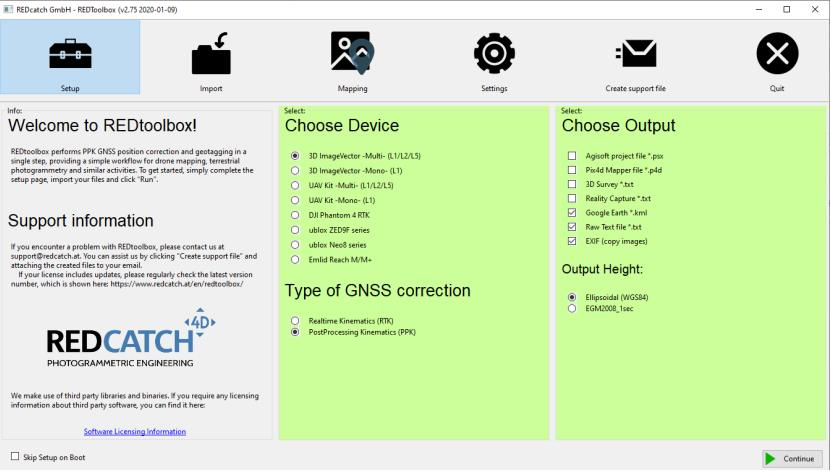 REDcatch GmbH - REDToolbox (v2.75 2020-01-09)
Setup
Import
Mapping
Settings
Create support file
Quit
Info:
Welcome to REDtoolbox!
REDtoolbox performs PPK GNSS position correction and geotagging in a
single step, providing a simple workflow for drone mapping, terrestrial
photogrammetry and similar activities. To get started, simply complete the
setup page, import your files and click "Run".
Support information
If you encounter a problem with REDtoolbox, please contact us at
support@redcatch.at. You can assist us by clicking "Create support file" and
attaching the created files to your email.
If your license includes updates, please regularly check the latest version
number, which is shown here: https://www.redcatch.at/en/redtoolbox/
4D
REDCATCH
PHOTOGRAMMETRIC ENGINEERING
We make use of third party libraries and binaries. If you require any licensing
information about third party software, you can find it here:
Software Licensing Information
Select:
Choose Device
3D ImageVector -Multi- (L1/L2/L5)
3D ImageVector -Mono- (L1)
UAV Kit -Multi- (L1/L2/L5)
UAV Kit -Mono- (L1)
DJI Phantom 4 RTK
ublox ZED9F series
ublox Neo8 series
Emlid Reach M/M+
Type of GNSS correction
Realtime Kinematics (RTK)
PostProcessing Kinematics (PPK)
Select:
Choose Output
Agisoft project file *.psx
Pix4d Mapper file *.p4d
3D Survey *.txt
Reality Capture *.txt
Google Earth *.kml
Raw Text file *.txt
EXIF (copy images)
Output Height:
Ellipsoidal (WGS84)
EGM2008_1sec
Skip Setup on Boot
Continue